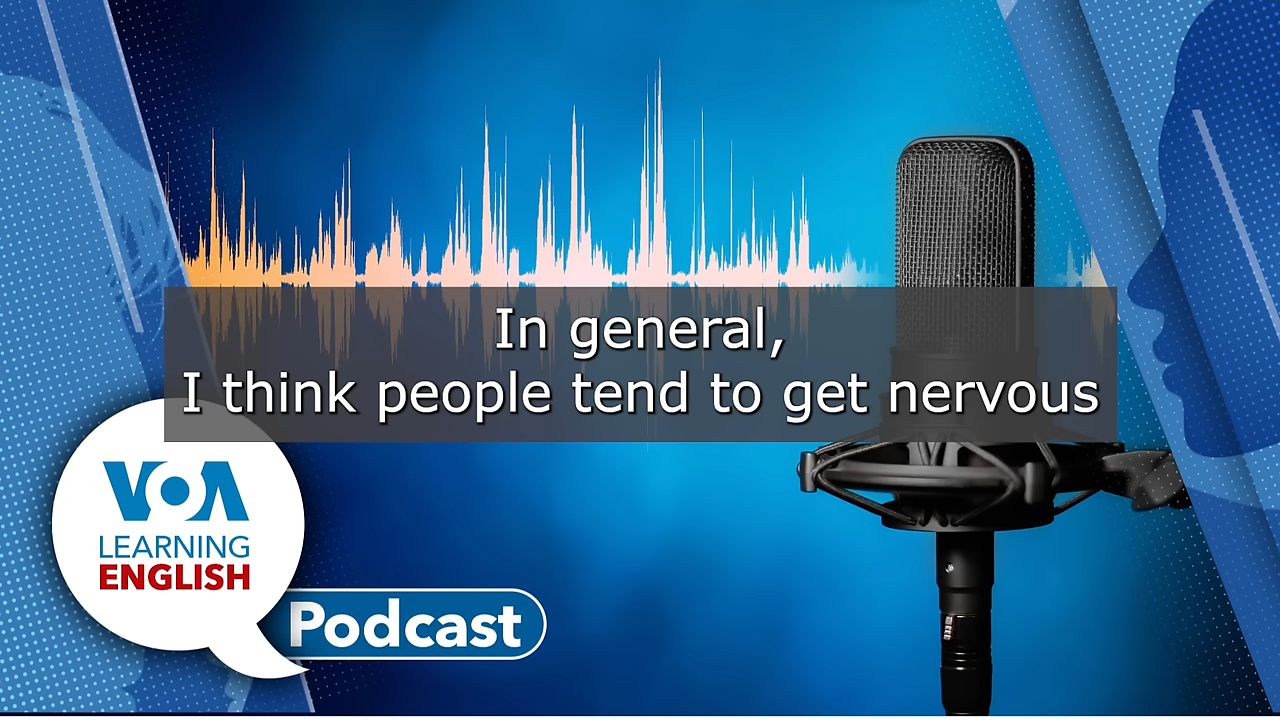 In general,
I think people tend to get nervous
VOA
LEARNING
ENGLISH
Podcast